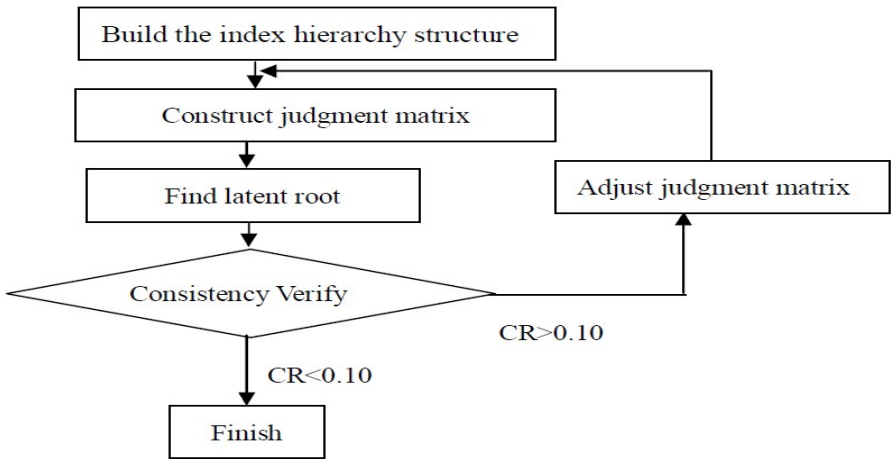 Build the index hierarchy structure
Construct judgment matrix
Find latent root
Adjust judgment matrix
Consistency Verify
CR>0.10
CR<0.10
Finish